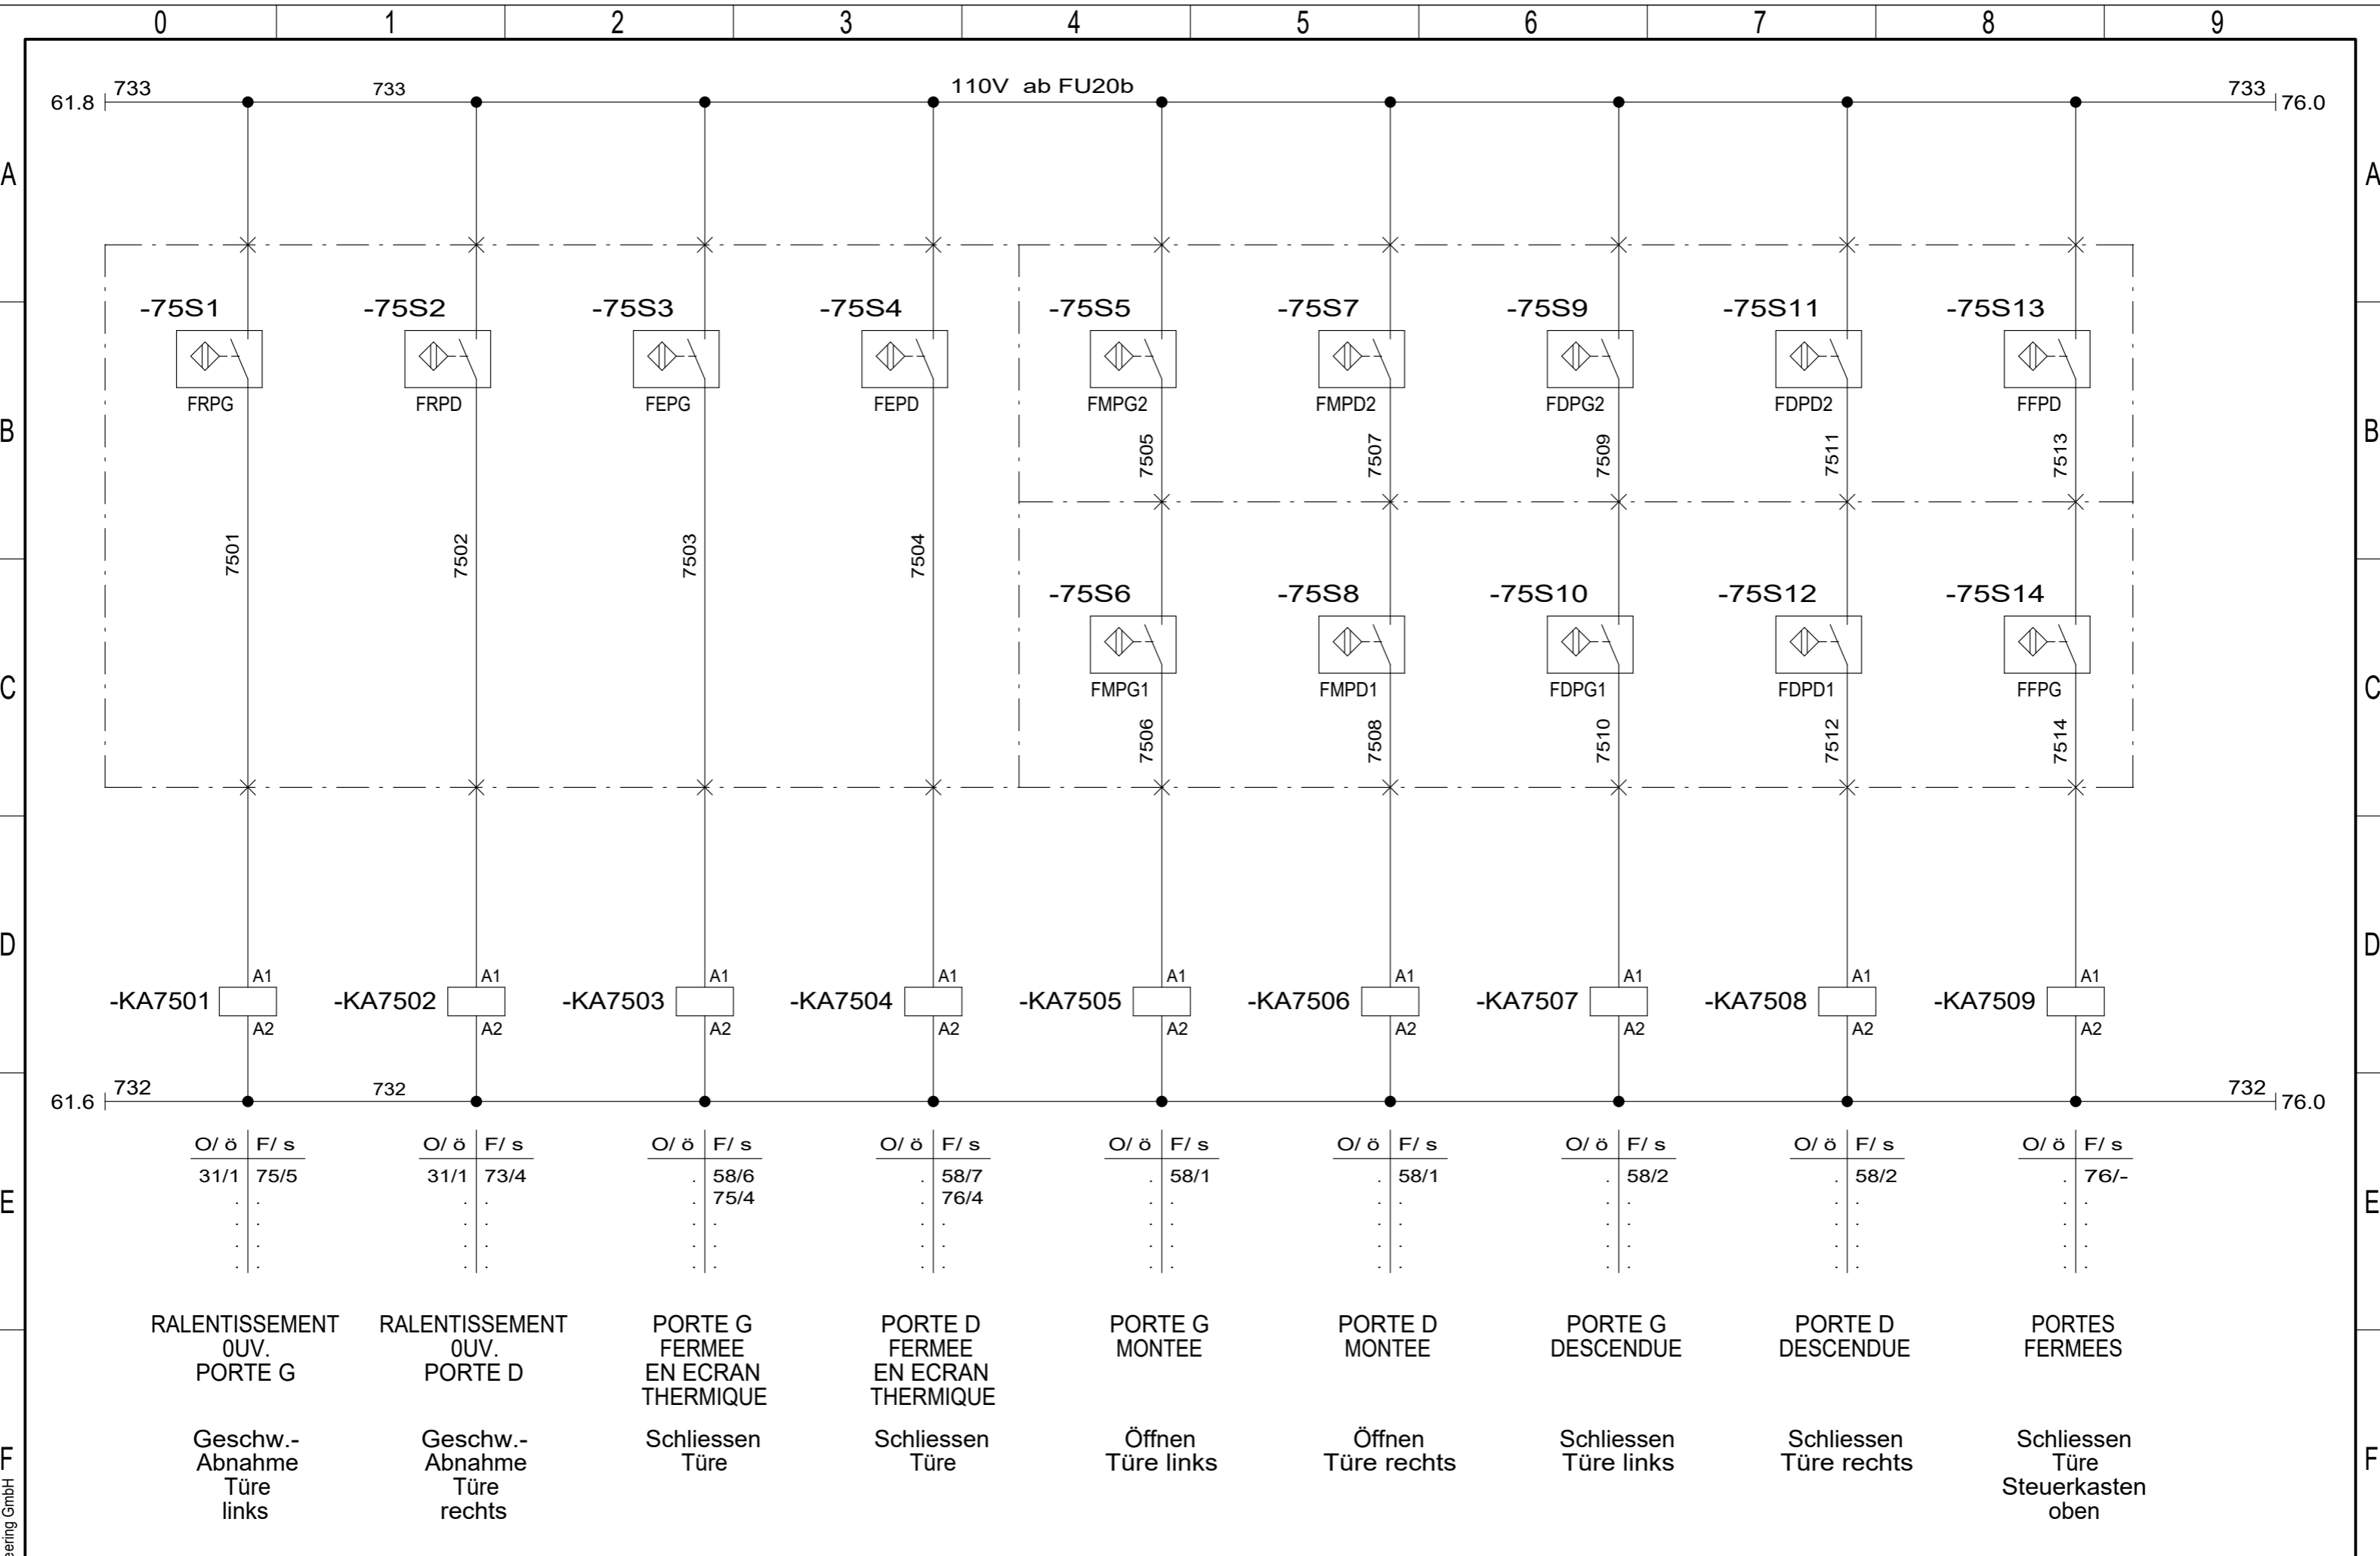 0 1 2 3 4 5 6 7 8 9
61.8 733 733 110V ab FU20b 733 76.0
A A
-75S1 -75S2 -75S3 -75S4 -75S5 -75S7 -75S9 -75S11 -75S13
FRPG FRPD FEPG FEPD FMPG2 FMPD2 FDPG2 FDPD2 FFPD
B B
7505 7507 7509 7511 7513
7501 7502 7503 7504
-75S6 -75S8 -75S10 -75S12 -75S14
FMPG1 FMPD1 FDPG1 FDPD1 FFPG
C C
7506 7508 7510 7512 7514
D D
A1 A1 A1 A1 A1 A1 A1 A1 A1
-KA7501 -KA7502 -KA7503 -KA7504 -KA7505 -KA7506 -KA7507 -KA7508 -KA7509
A2 A2 A2 A2 A2 A2 A2 A2 A2
61.6 732 732 732 76.0
O/ ö F/ s O/ ö F/ s O/ ö F/ s O/ ö F/ s O/ ö F/ s O/ ö F/ s O/ ö F/ s O/ ö F/ s O/ ö F/ s
31/1 75/5 31/1 73/4 . 58/6 . 58/7 . 58/1 . 58/1 . 58/2 . 58/2 . 76/-
75/4 76/4
E E
RALENTISSEMENT
0UV.
PORTE G
RALENTISSEMENT
0UV.
PORTE D
PORTE G
FERMEE
EN ECRAN
THERMIQUE
PORTE D
FERMEE
EN ECRAN
THERMIQUE
PORTE G
MONTEE
PORTE D
MONTEE
PORTE G
DESCENDUE
PORTE D
DESCENDUE
PORTES
FERMEES
Geschw.-
Abnahme
Türe
links
Geschw.-
Abnahme
Türe
rechts
Schliessen
Türe
Schliessen
Türe
Öffnen
Türe links
Öffnen
Türe rechts
Schliessen
Türe links
Schliessen
Türe rechts
Schliessen
Türe
Steuerkasten
oben
F F
eering GmbH